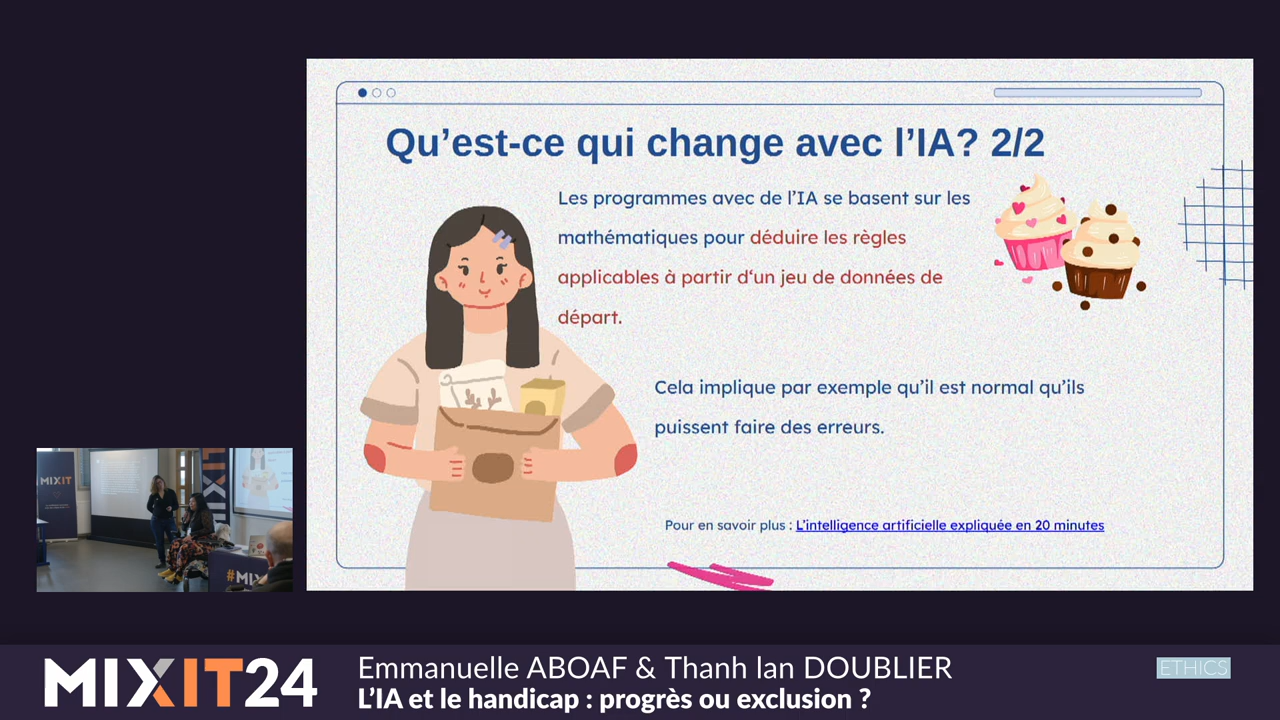 Qu’est-ce qui change avec l’IA? 2/2
Les programmes avec de l’IA se basent sur les
mathématiques pour déduire les règles
applicables à partir d‘un jeu de données de
départ.
Cela implique par exemple qu’il est normal qu’ils
puissent faire des erreurs.
Pour en savoir plus : L’intelligence artificielle expliquée en 20 minutes
MIXIT
#MIX
MIXIT24
Emmanuelle ABOAF & Thanh lan DOUBLIER
L’IA et le handicap : progrès ou exclusion ?
ETHICS